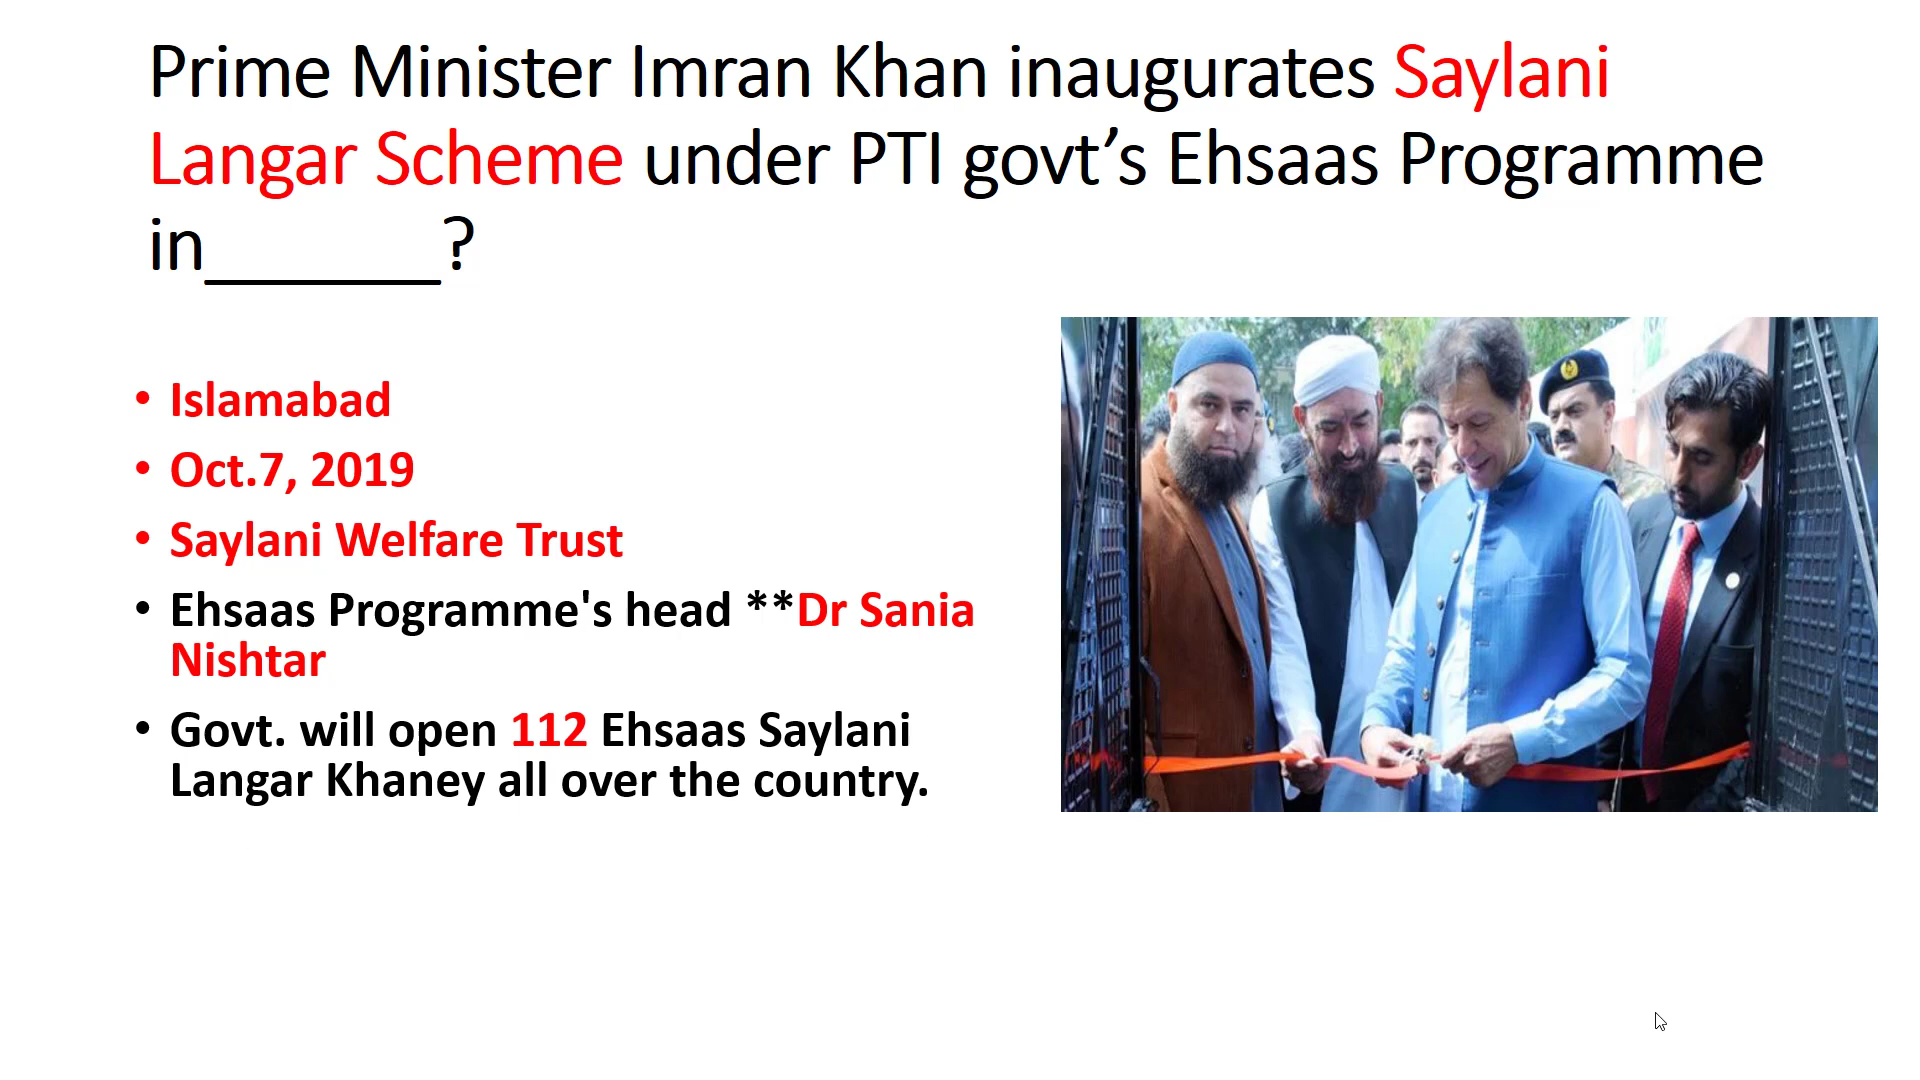 Prime Minister Imran Khan inaugurates Saylani
Langar Scheme under PTI govt’s Ehsaas Programme
in_______?
• Islamabad
• Oct.7, 2019
• Saylani Welfare Trust
• Ehsaas Programme's head **Dr Sania
Nishtar
• Govt. will open 112 Ehsaas Saylani
Langar Khaney all over the country.